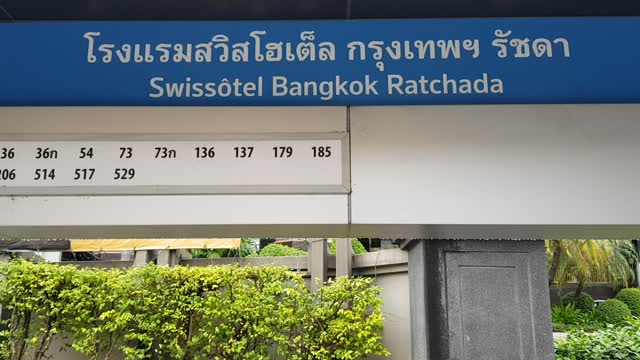 โรงแรมสวิสโฮเต็ล กรุงเทพฯ รัชดา
Swissôtel Bangkok Ratchada
36 36ก 54 73 73ก 136 137 179 185
206 514 517 529